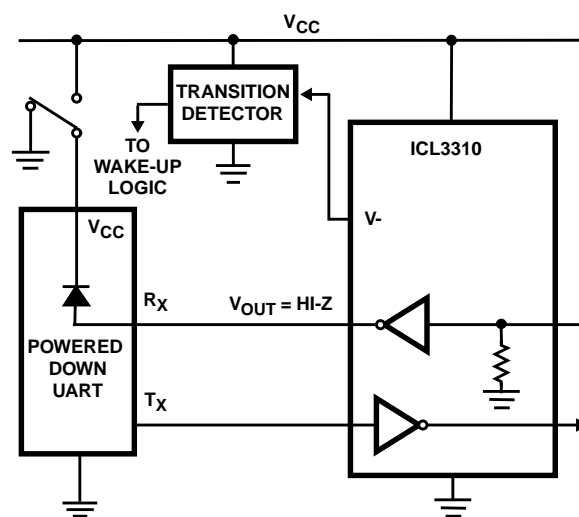 VCC
TRANSITION
DETECTOR
TO
WAKE-UP
LOGIC
ICL3310
V-
VCC
RX
VOUT = HI-Z
POWERED
DOWN
UART
TX